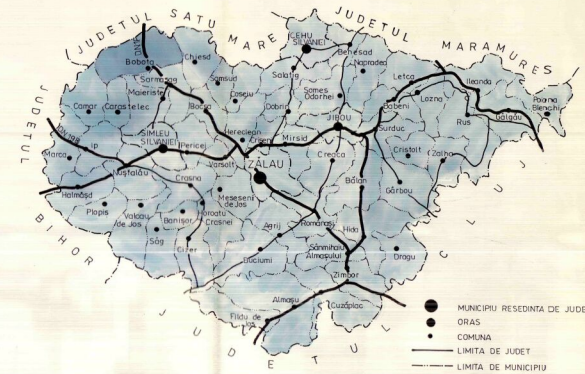 JUDETUL SATU MARE
JUDETUL MARAMURES
JUDETUL
BIHOR
JUDETUL
CLUJ
CEHU SILVANIEI
Benesad
Bobota
Chiesd
Sarmasag
Samsud
Salatig
Napradea
Letca
Ileanda
Maieriste
Coseiu
Somes Odorhei
Lozna
Babeni
Camar
Carastelec
Bocsa
Dobrin
Poiana Blenchi
Rus
Galgau
Hereclean
Crisen
Mirsid
JIBOU
Surduc
SIMLEU SILVANIEI
Ip
Pericei
Marca
Varsolt
ZALAU
Creaca
Cristolt
Zalha
Nusfalau
Crasna
Balan
Halmasd
Meseseni de Jos
Garbou
Plopis
Valcau de Jos
Banisor
Horoatu Crasnei
Romanasi
Agrij
Hida
Sag
Cizer
Buciumi
Sanmihaiu Almasului
Dragu
Zimbor
Almasu
Cuzaplac
Fildu de Jos
MUNICIPIU RESEDINTA DE JUDE
ORAS
COMUNA
LIMITA DE JUDET
LIMITA DE MUNICIPIU